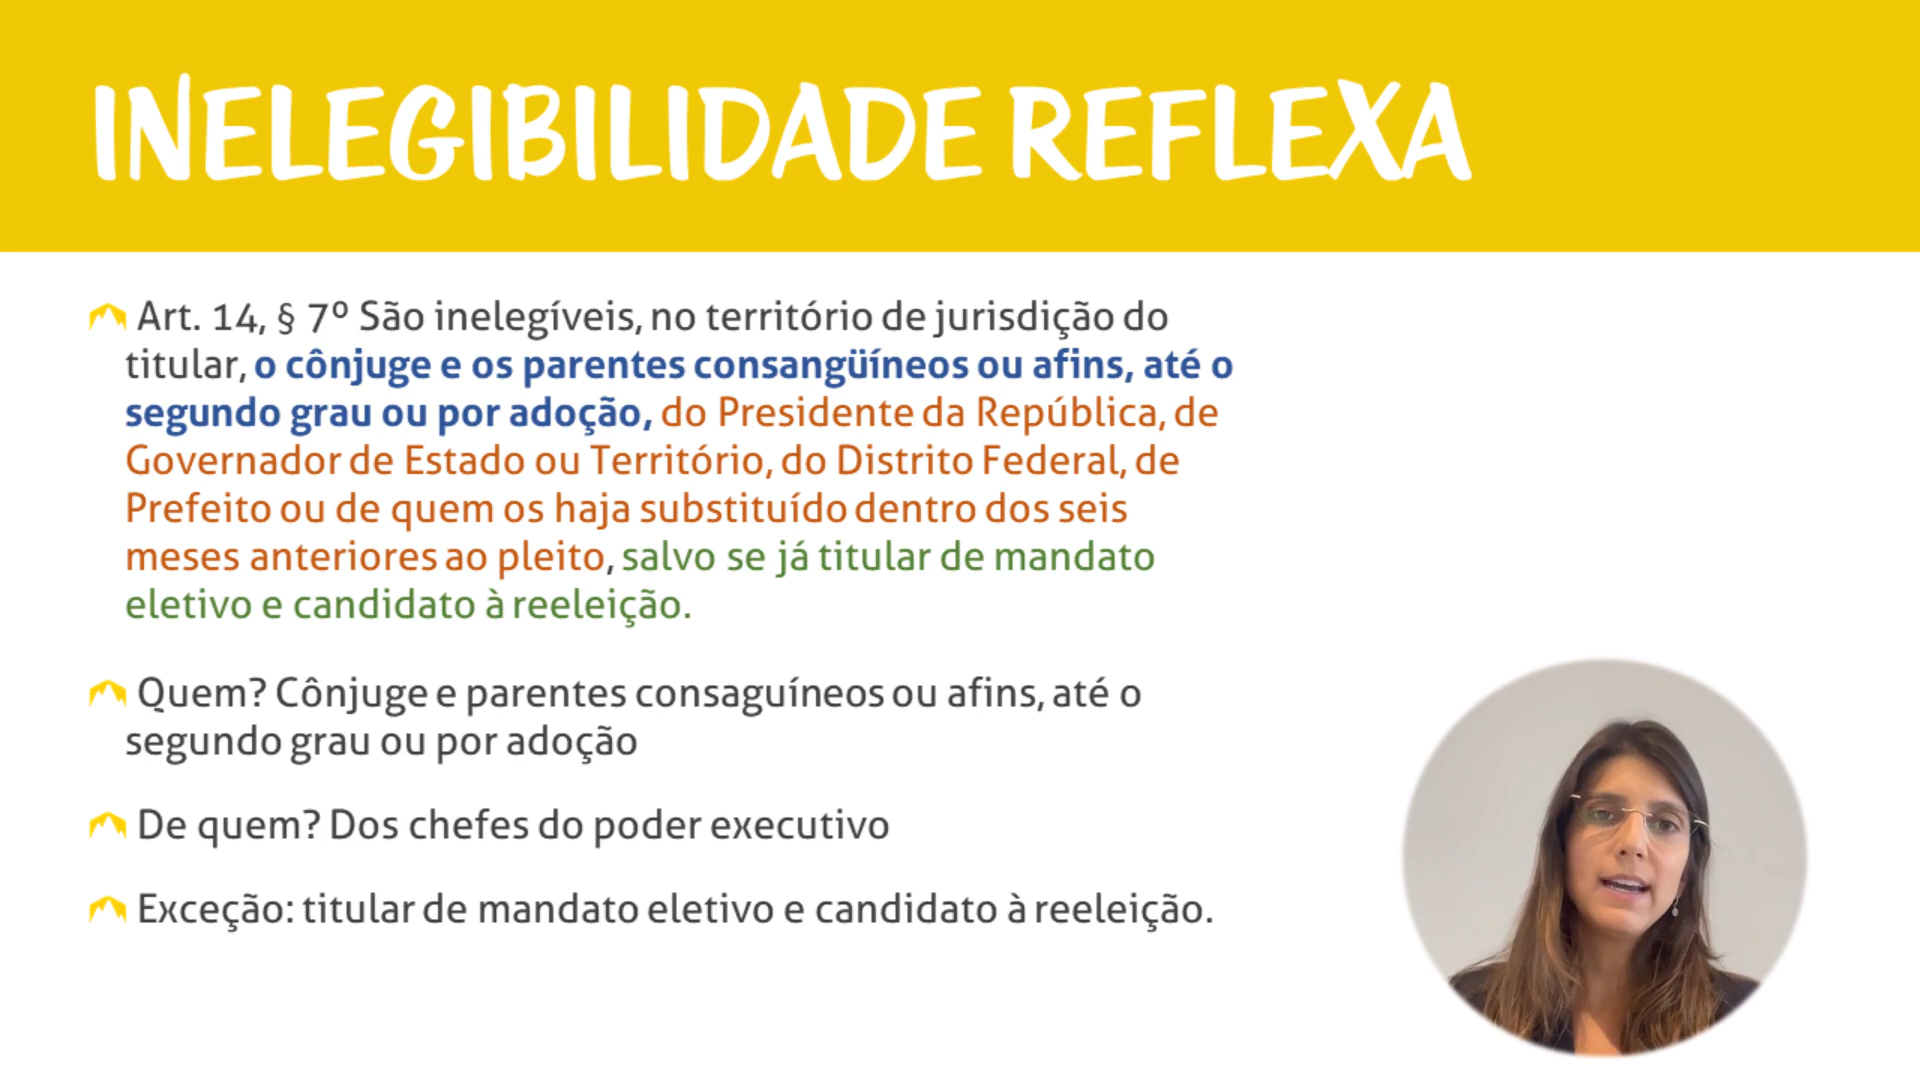 INELEGIBILIDADE REFLEXA
Art. 14, § 7º São inelegíveis, no território de jurisdição do
titular, o cônjuge e os parentes consangüíneos ou afins, até o
segundo grau ou por adoção, do Presidente da República, de
Governador de Estado ou Território, do Distrito Federal, de
Prefeito ou de quem os haja substituído dentro dos seis
meses anteriores ao pleito, salvo se já titular de mandato
eletivo e candidato à reeleição.
Quem? Cônjuge e parentes consaguíneos ou afins, até o
segundo grau ou por adoção
De quem? Dos chefes do poder executivo
Exceção: titular de mandato eletivo e candidato à reeleição.